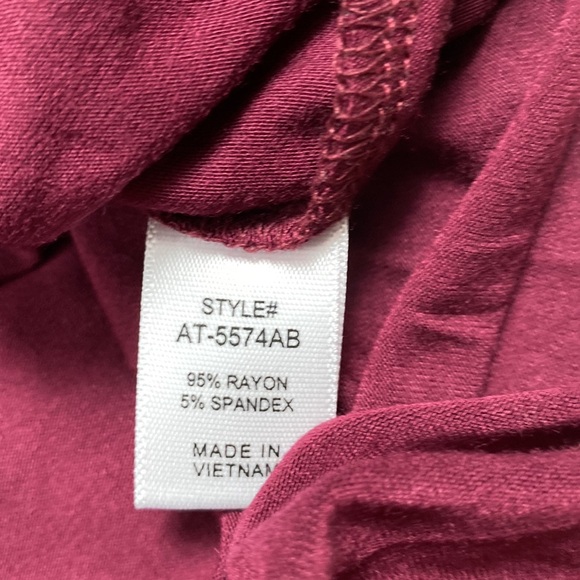 STYLE#
AT-5574AB
95% RAYON
5% SPANDEX
MADE IN
VIETNAM